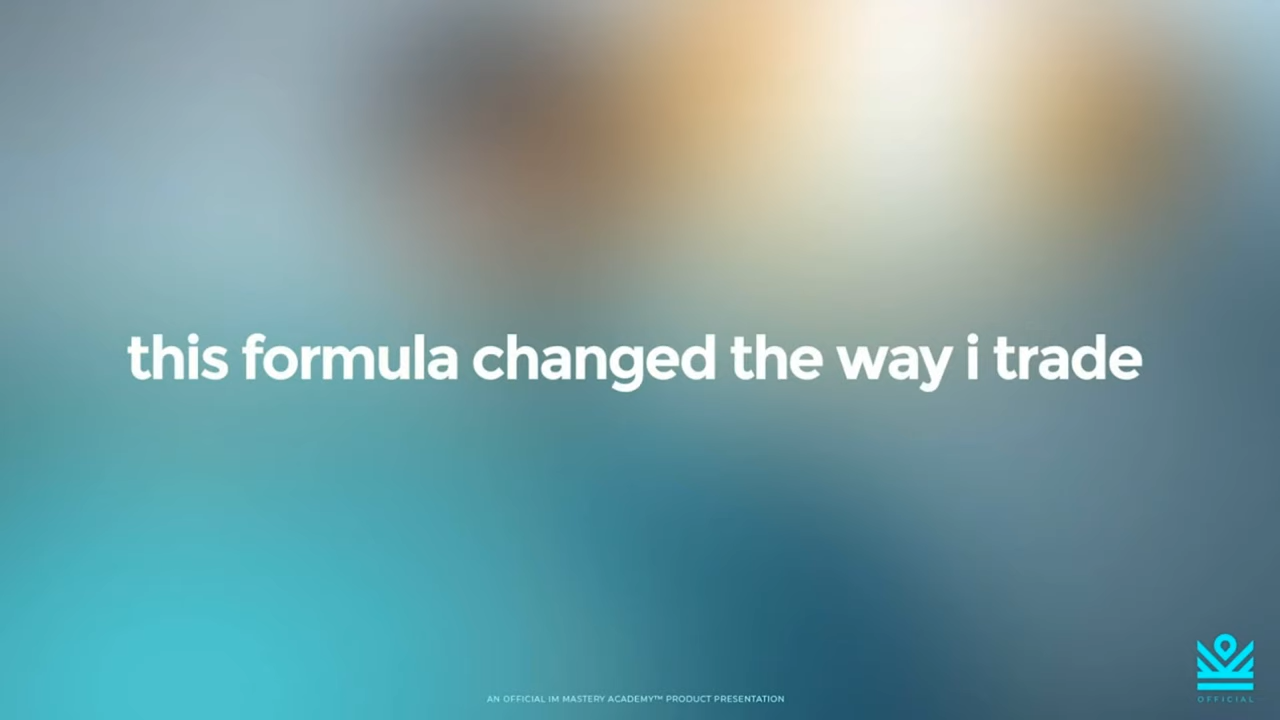 this formula changed the way i trade
AN OFFICIAL IM MASTERY ACADEMY™ PRODUCT PRESENTATION
OFFICIAL